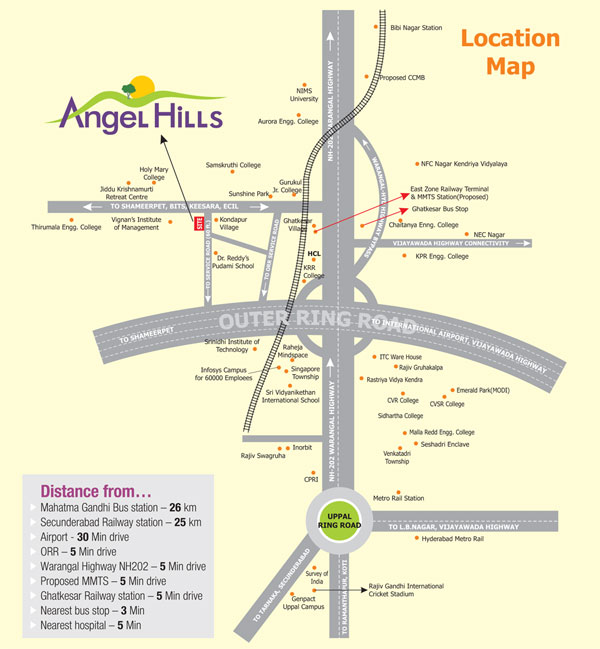 Location
Map
Angel Hills
Bibi Nagar Station
Proposed CCMB
NIMS
University
Aurora Engg. College
NH-202 WARANGAL HIGHWAY
Samskruthi College
Holy Mary
College
Jiddu Krishnamurti
Retreat Centre
Gurukul
Jr. College
Sunshine Park
NFC Nagar Kendriya Vidyalaya
East Zone Railway Terminal
& MMTS Station(Proposed)
Ghatkesar Bus Stop
TO SHAMEERPET, BITS, KEESARA, ECIL
Thirumala Engg. College
Vignan's Institute
of Management
SITE
Kondapur
Village
Ghatkesar
Village
Chaitanya Enng. College
NEC Nagar
VIJAYAWADA HIGHWAY CONNECTIVITY
KPR Engg. College
TO ORR SERVICE ROAD
Dr. Reddy's
Pudami School
HCL
KRR
College
OUTER RING ROAD
TO SHAMEERPET
TO INTERNATIONAL AIRPORT, VIJAYAWADA HIGHWAY
Srinidhi Institute of
Technology
Raheja
Mindspace
Infosys Campus
for 60000 Emploees
Singapore
Township
Sri Vidyanikethan
International School
ITC Ware House
Rajiv Gruhakalpa
Rastriya Vidya Kendra
Emerald Park(MODI)
CVR College
CVSR College
Sidhartha College
Malla Redd Engg. College
Seshadri Enclave
Venkatadri
Township
NH-202 WARANGAL HIGHWAY
Inorbit
Rajiv Swagruha
CPRI
Metro Rail Station
UPPAL
RING ROAD
TO L.B.NAGAR, VIJAYAWADA HIGHWAY
Hyderabad Metro Rail
TO TARNAKA, SECUNDERABAD
TO RAMANTHAPUR, KOTI
Survey of
India
Genpact
Uppal Campus
Rajiv Gandhi International
Cricket Stadium
Distance from...
Mahatma Gandhi Bus station – 26 km
Secunderabad Railway station – 25 km
Airport - 30 Min drive
ORR – 5 Min drive
Warangal Highway NH202 – 5 Min drive
Proposed MMTS – 5 Min drive
Ghatkesar Railway station – 5 Min drive
Nearest bus stop – 3 Min
Nearest hospital – 5 Min